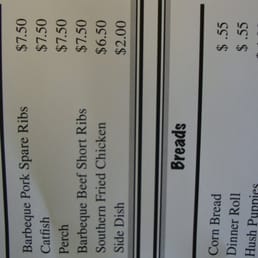 Barbeque Pork Spare Ribs $7.50
Catfish $7.50
Perch $7.50
Barbeque Beef Short Ribs $7.50
Southern Fried Chicken $6.50
Side Dish $2.00
Breads
Corn Bread $ .55
Dinner Roll $ .55
Hush Puppies